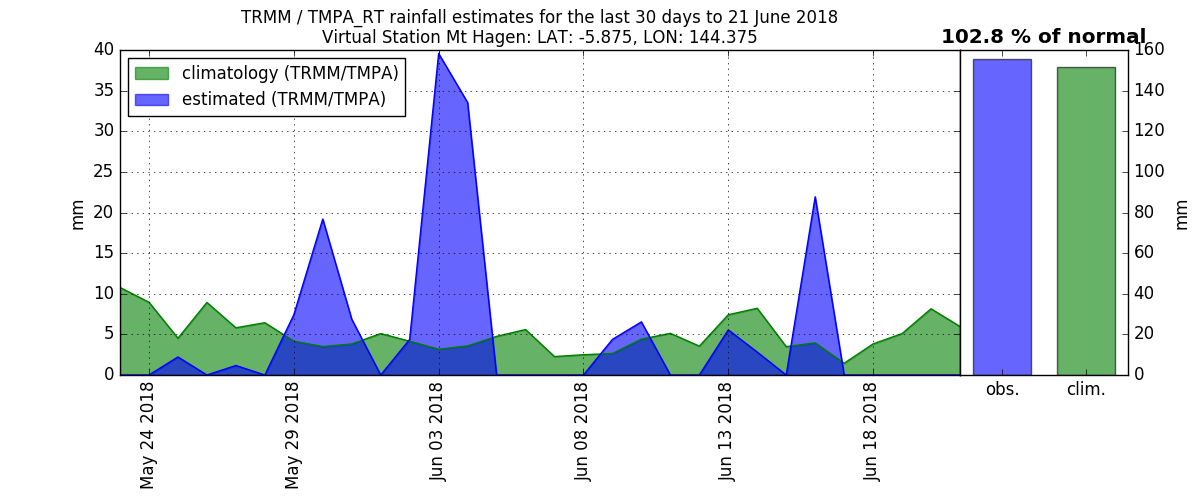 TRMM / TMPA_RT rainfall estimates for the last 30 days to 21 June 2018
Virtual Station Mt Hagen: LAT: -5.875, LON: 144.375
102.8 % of normal
climatology (TRMM/TMPA)
estimated (TRMM/TMPA)
mm
40
35
30
25
20
15
10
5
0
May 24 2018
May 29 2018
Jun 03 2018
Jun 08 2018
Jun 13 2018
Jun 18 2018
obs.
clim.
160
140
120
100
80
60
40
20
0
mm